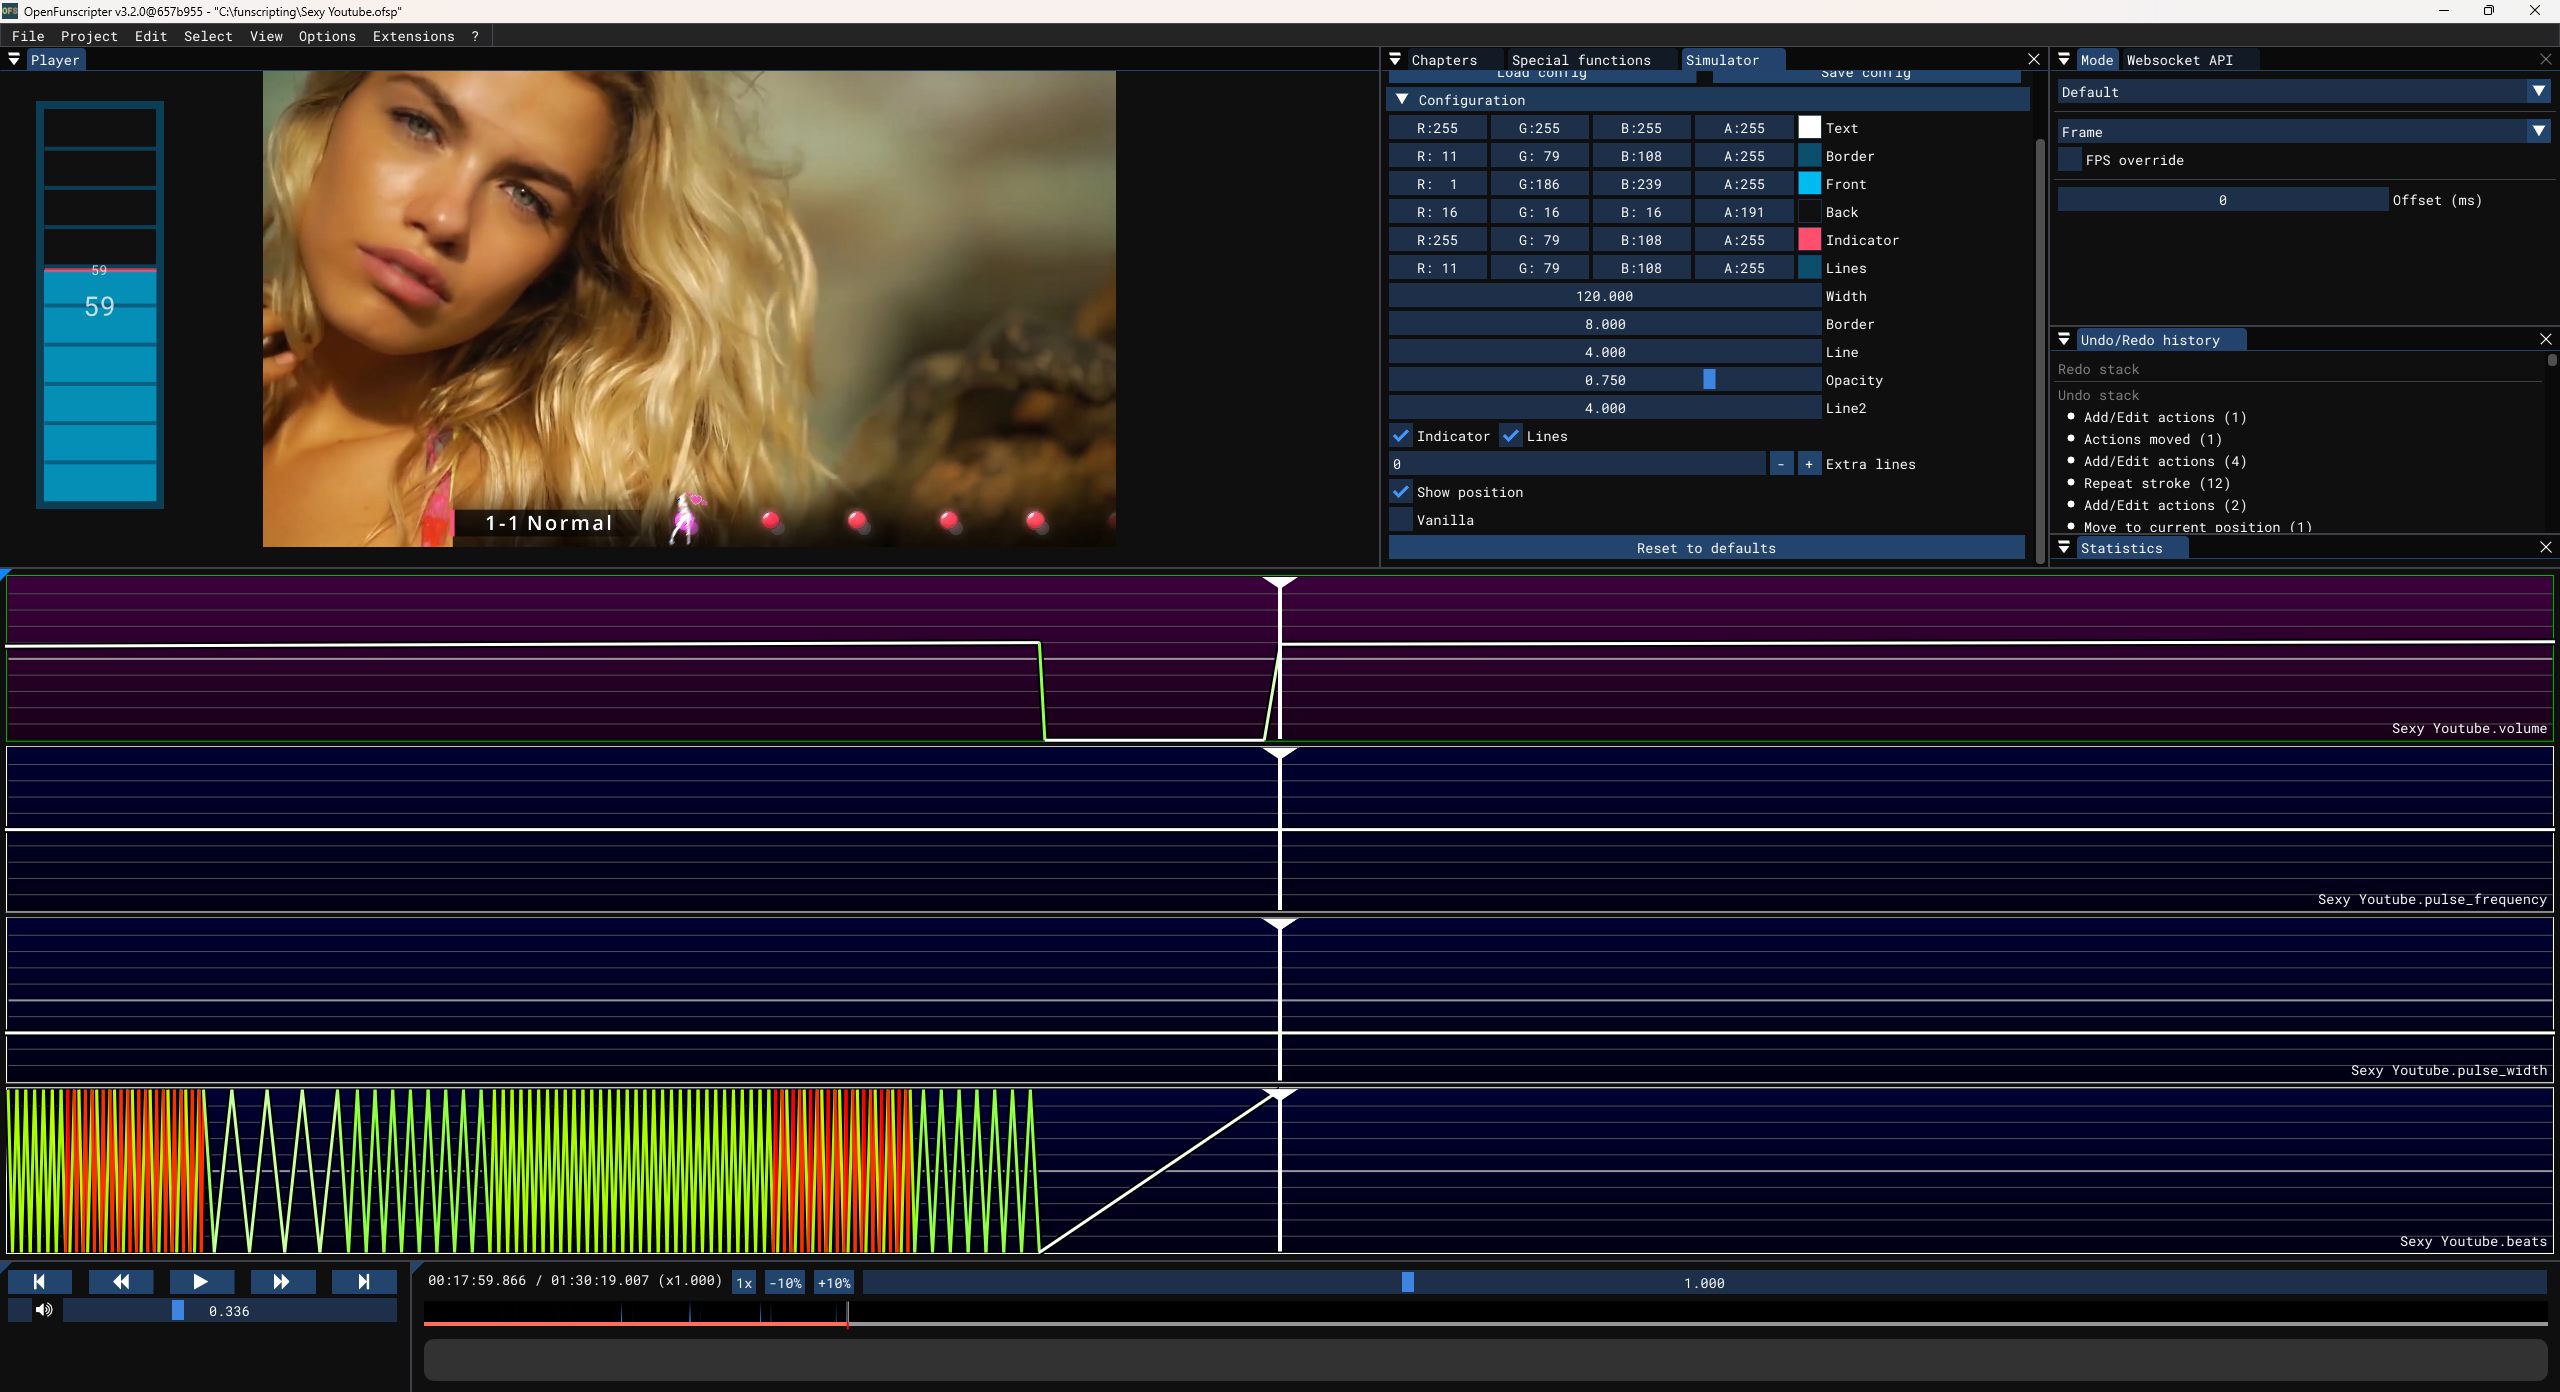 OFS OpenFunscripter v3.2.0@657b955 - "C:\funscripting\Sexy Youtube.ofsp"
File Project Edit Select View Options Extensions ?
Player
59
59
1-1 Normal
Chapters Special functions Simulator
Load config Save config
Configuration
R:255 G:255 B:255 A:255 Text
R: 11 G: 79 B:108 A:255 Border
R: 1 G:186 B:239 A:255 Front
R: 16 G: 16 B: 16 A:191 Back
R:255 G: 79 B:108 A:255 Indicator
R: 11 G: 79 B:108 A:255 Lines
120.000 Width
8.000 Border
4.000 Line
0.750 Opacity
4.000 Line2
Indicator Lines
0 - + Extra lines
Show position
Vanilla
Reset to defaults
Mode Websocket API
Default
Frame
FPS override
0 Offset (ms)
Undo/Redo history
Redo stack
Undo stack
Add/Edit actions (1)
Actions moved (1)
Add/Edit actions (4)
Repeat stroke (12)
Add/Edit actions (2)
Move to current position (1)
Statistics
Sexy Youtube.volume
Sexy Youtube.pulse_frequency
Sexy Youtube.pulse_width
Sexy Youtube.beats
00:17:59.866 / 01:30:19.007 (x1.000) 1x -10% +10% 1.000
0.336